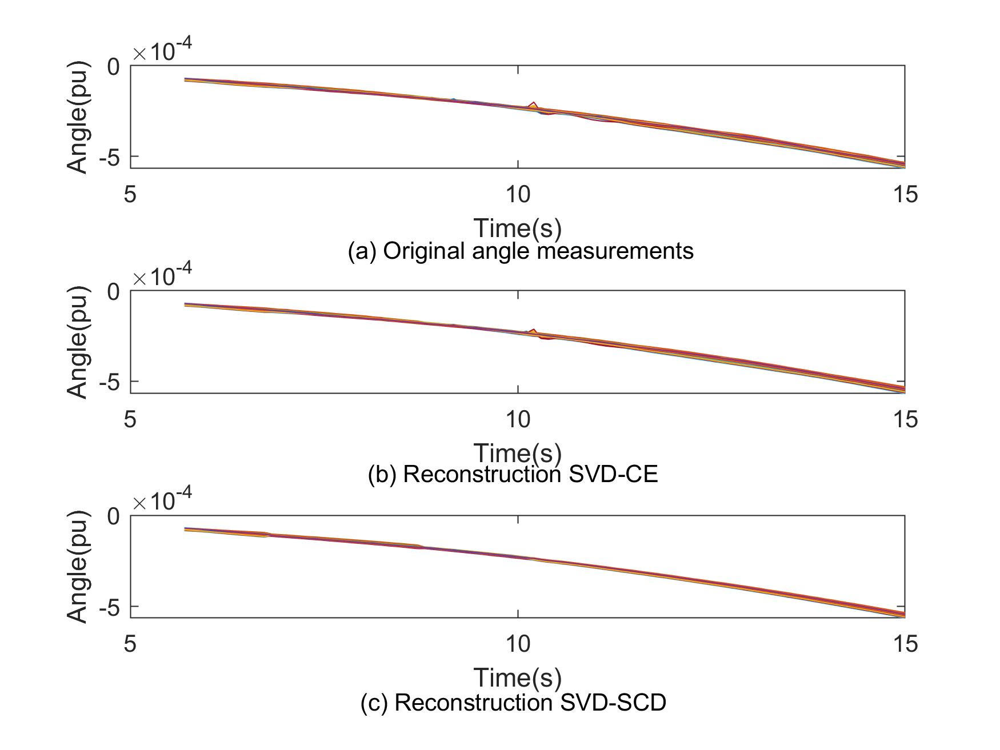 ×10-4
0
Angle(pu)
-5
5 10 15
Time(s)
(a) Original angle measurements
×10-4
0
Angle(pu)
-5
5 10 15
Time(s)
(b) Reconstruction SVD-CE
×10-4
0
Angle(pu)
-5
5 10 15
Time(s)
(c) Reconstruction SVD-SCD